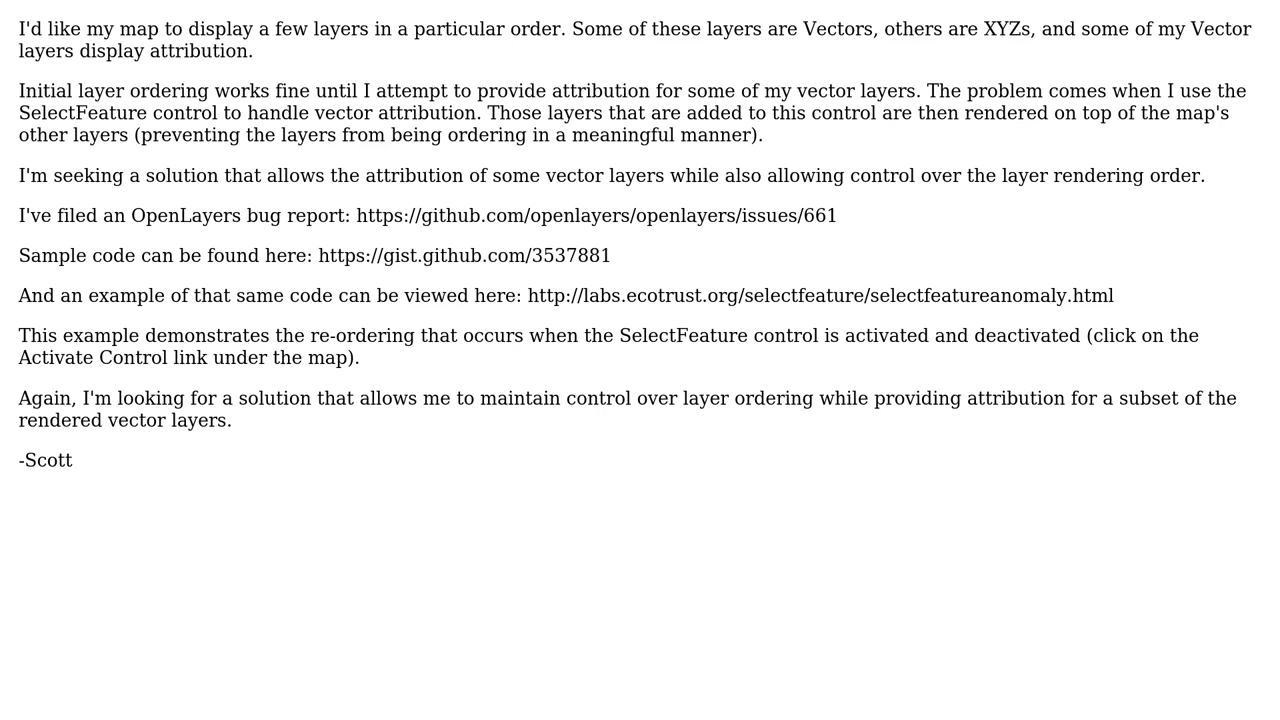 I'd like my map to display a few layers in a particular order. Some of these layers are Vectors, others are XYZs, and some of my Vector
layers display attribution.
Initial layer ordering works fine until I attempt to provide attribution for some of my vector layers. The problem comes when I use the
SelectFeature control to handle vector attribution. Those layers that are added to this control are then rendered on top of the map's
other layers (preventing the layers from being ordering in a meaningful manner).
I'm seeking a solution that allows the attribution of some vector layers while also allowing control over the layer rendering order.
I've filed an OpenLayers bug report: https://github.com/openlayers/openlayers/issues/661
Sample code can be found here: https://gist.github.com/3537881
And an example of that same code can be viewed here: http://labs.ecotrust.org/selectfeature/selectfeatureanomaly.html
This example demonstrates the re-ordering that occurs when the SelectFeature control is activated and deactivated (click on the
Activate Control link under the map).
Again, I'm looking for a solution that allows me to maintain control over layer ordering while providing attribution for a subset of the
rendered vector layers.
-Scott